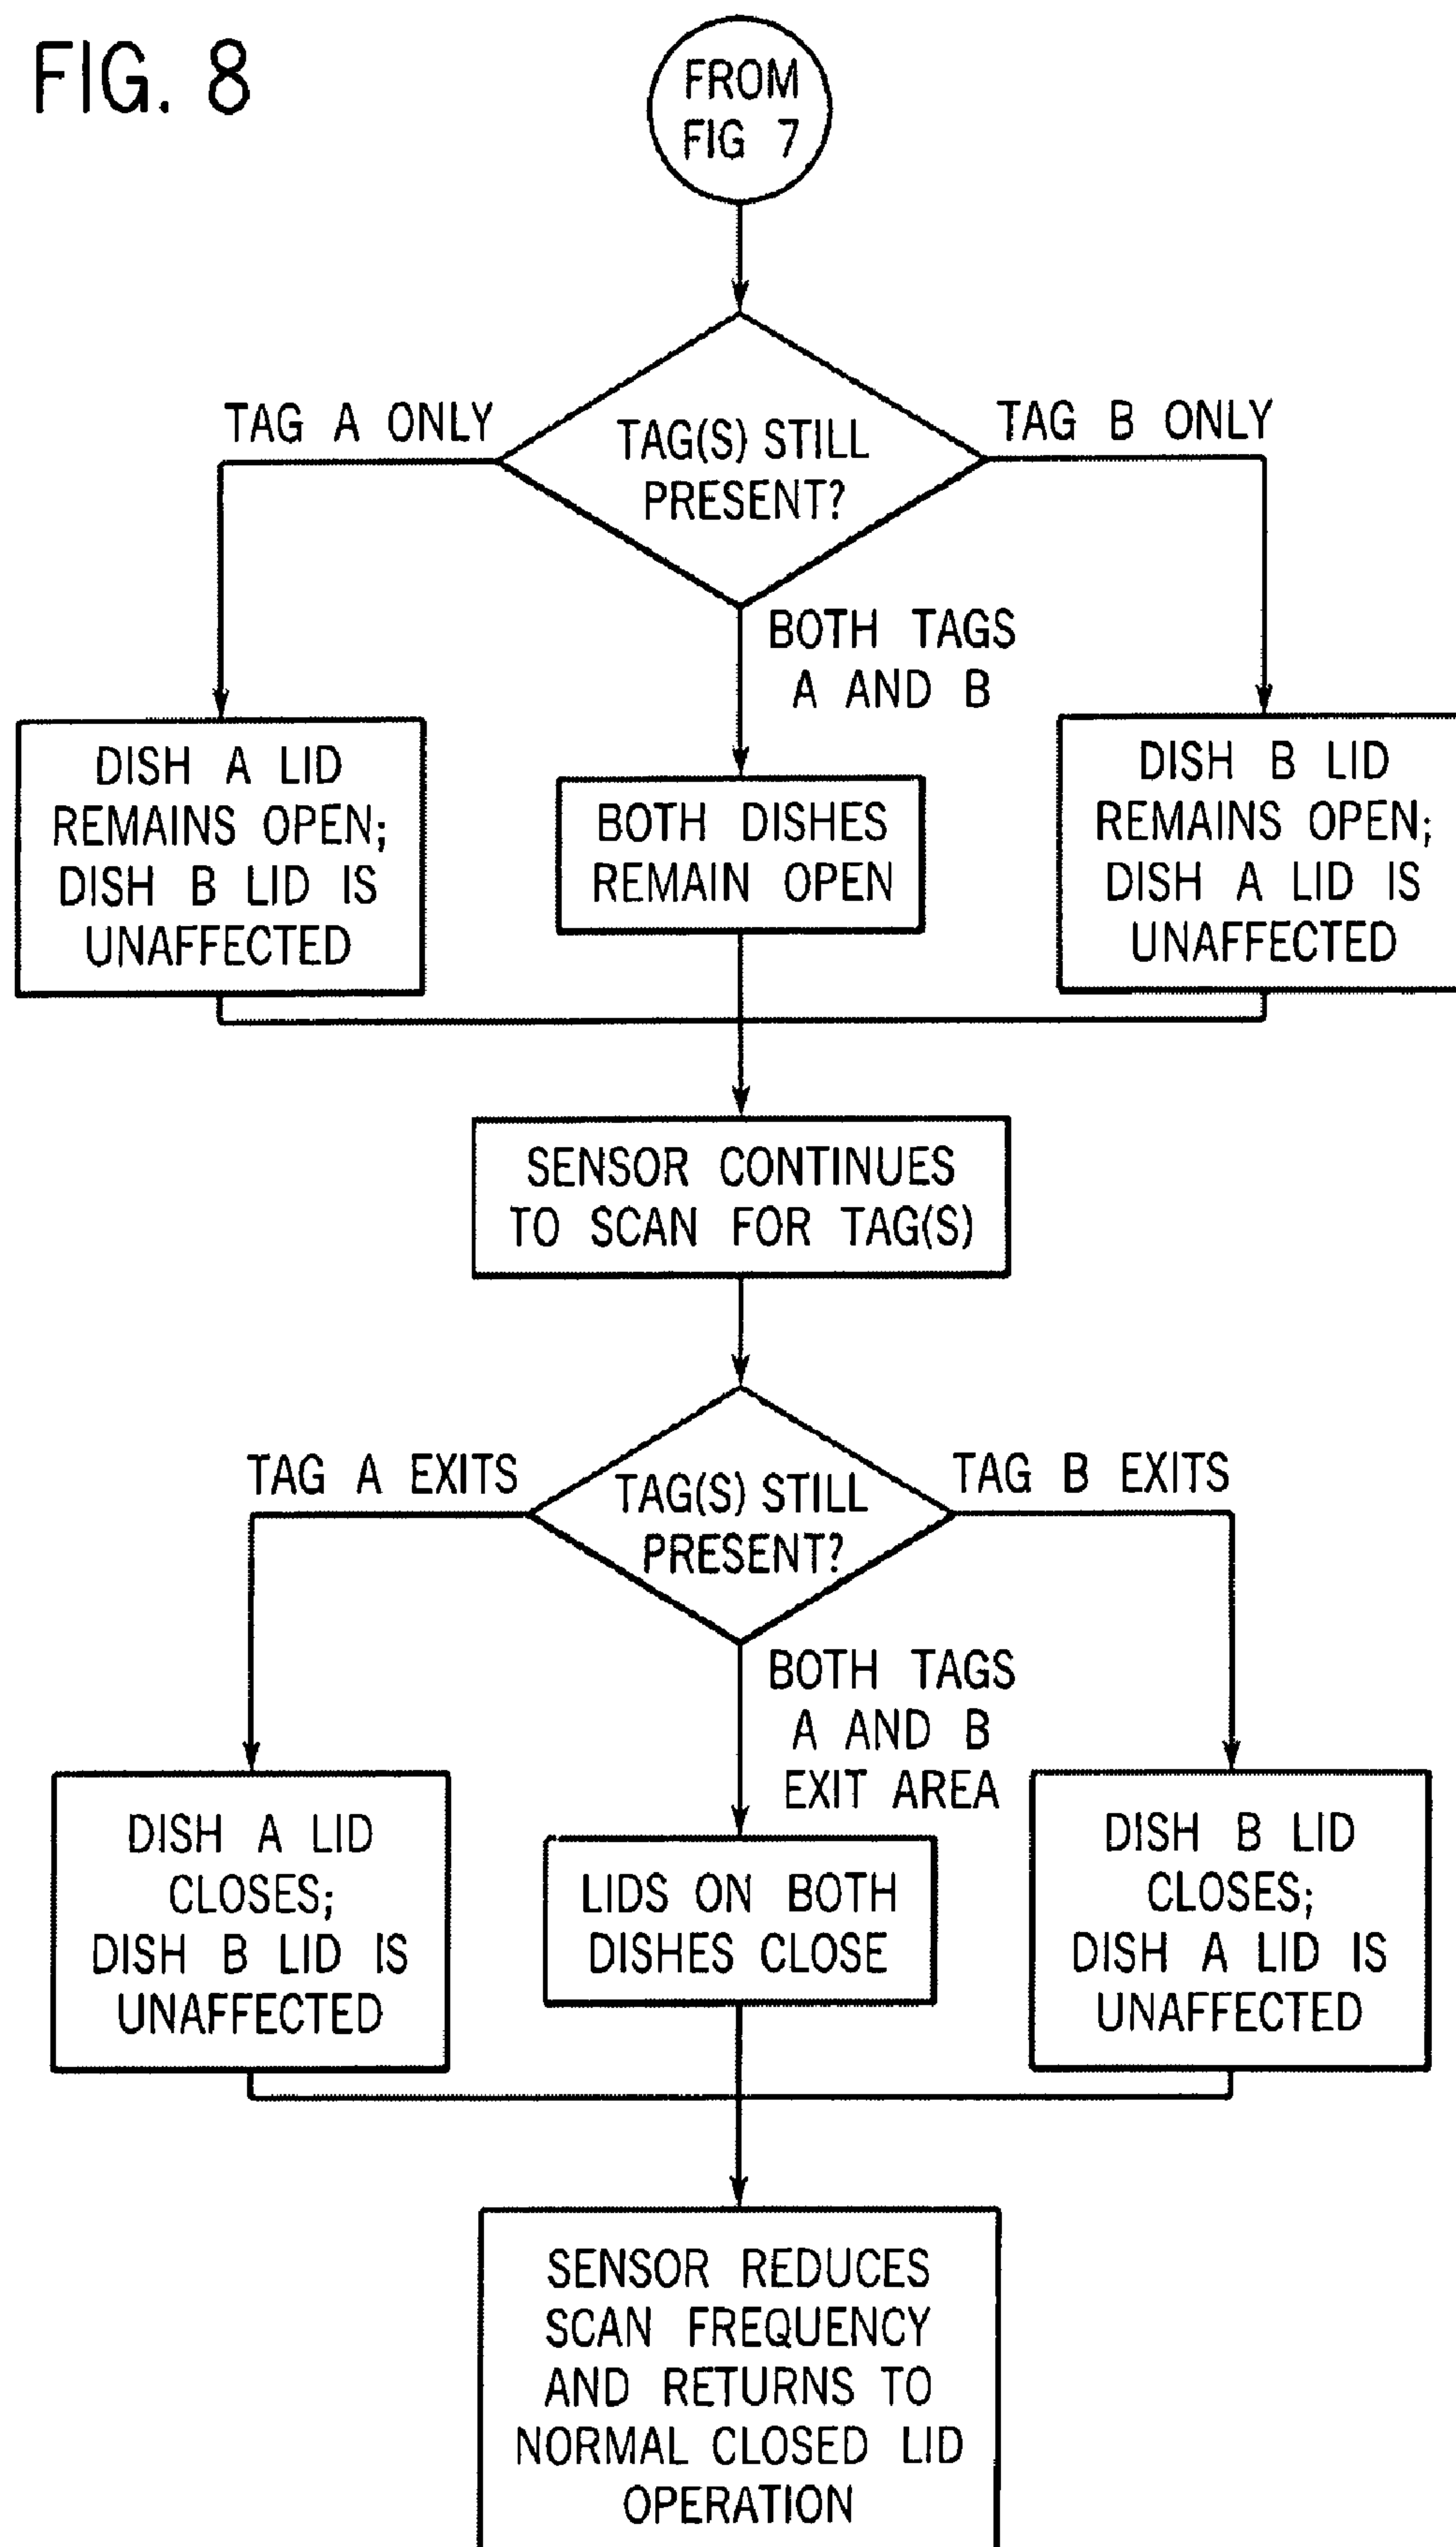 FIG. 8
FROM
FIG 7
TAG(S) STILL
PRESENT?
TAG A ONLY
TAG B ONLY
BOTH TAGS
A AND B
DISH A LID
REMAINS OPEN;
DISH B LID IS
UNAFFECTED
BOTH DISHES
REMAIN OPEN
DISH B LID
REMAINS OPEN;
DISH A LID IS
UNAFFECTED
SENSOR CONTINUES
TO SCAN FOR TAG(S)
TAG(S) STILL
PRESENT?
TAG A EXITS
TAG B EXITS
BOTH TAGS
A AND B
EXIT AREA
DISH A LID
CLOSES;
DISH B LID IS
UNAFFECTED
LIDS ON BOTH
DISHES CLOSE
DISH B LID
CLOSES;
DISH A LID IS
UNAFFECTED
SENSOR REDUCES
SCAN FREQUENCY
AND RETURNS TO
NORMAL CLOSED LID
OPERATION